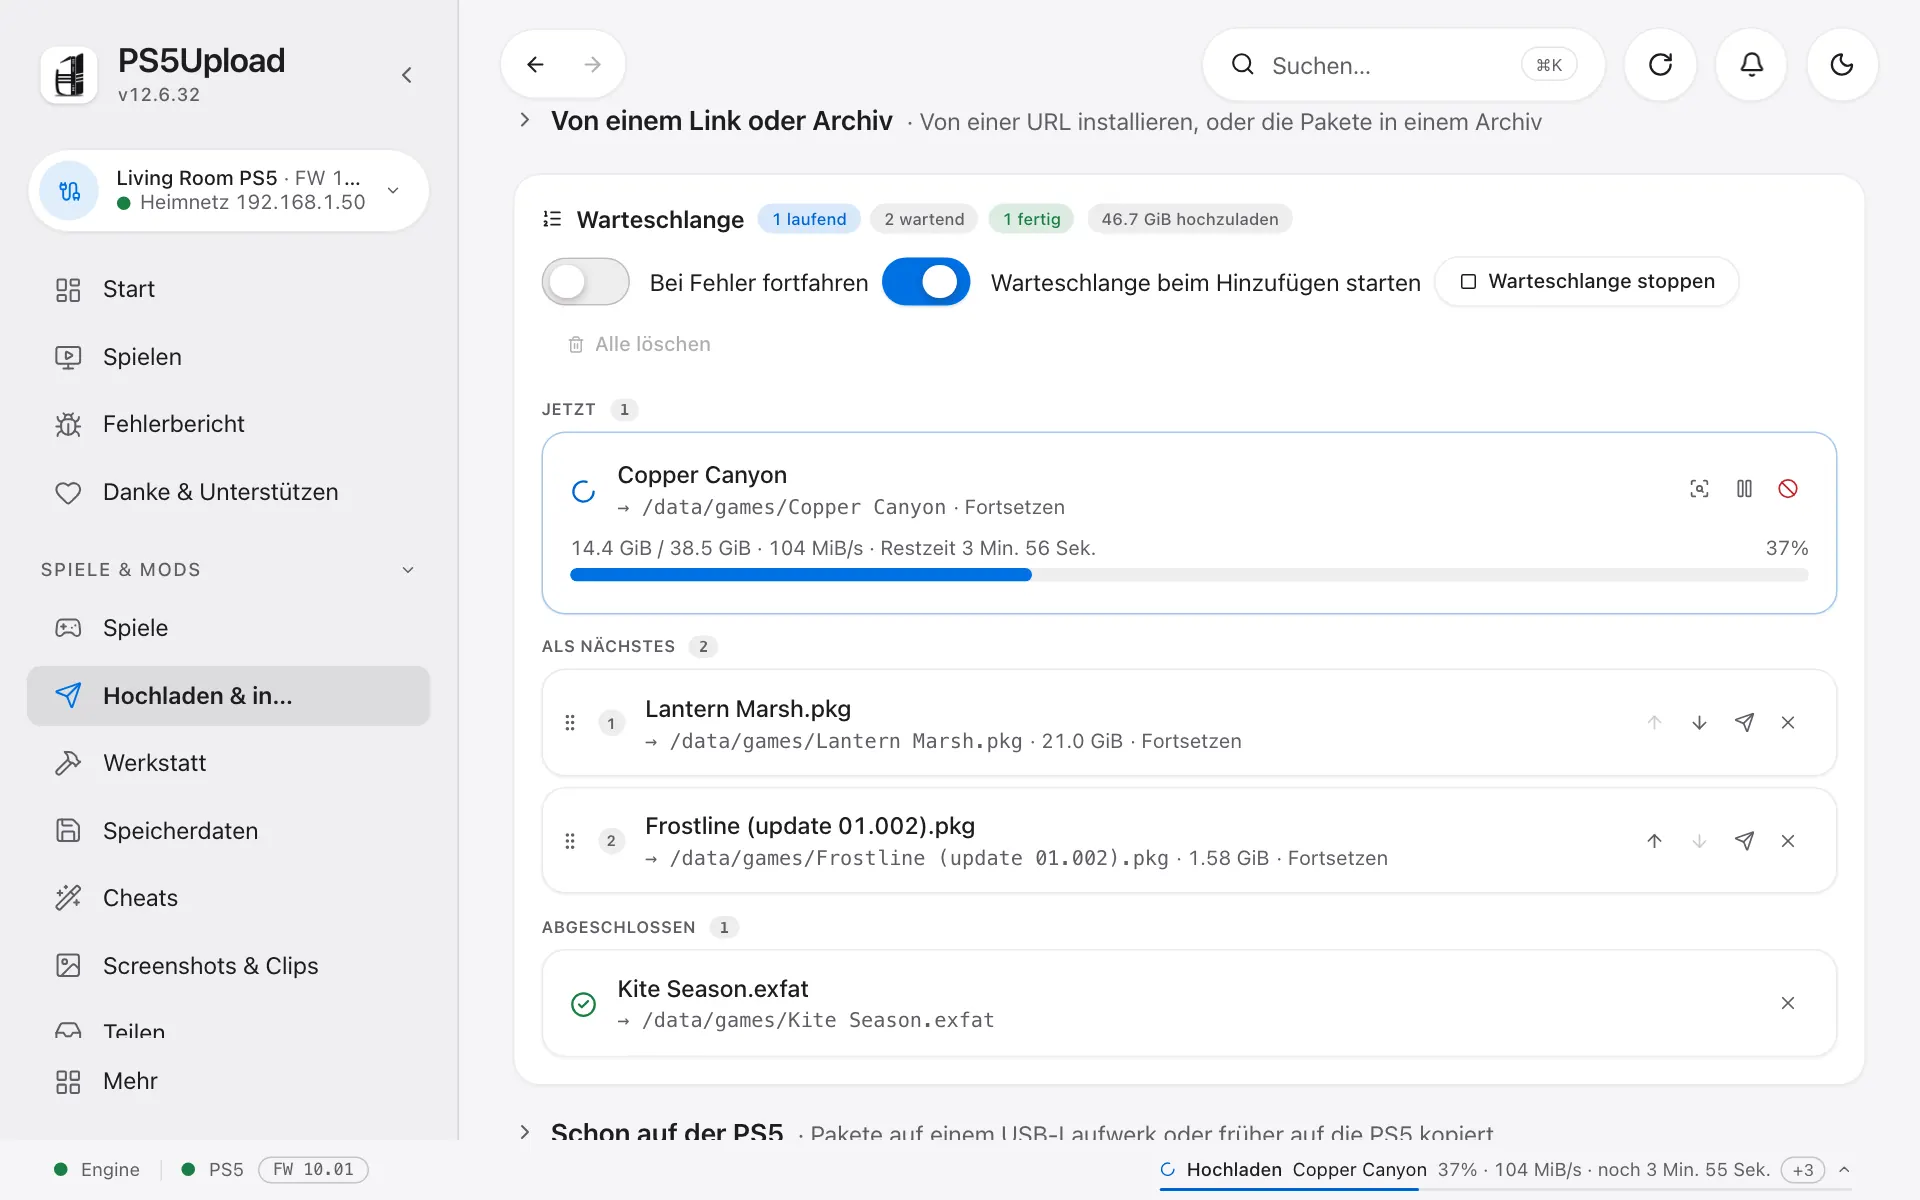 PS5Upload
v12.6.32
Living Room PS5 · FW 1...
Heimnetz 192.168.1.50
Start
Spielen
Fehlerbericht
Danke & Unterstützen
SPIELE & MODS
Spiele
Hochladen & in...
Werkstatt
Speicherdaten
Cheats
Screenshots & Clips
Teilen
Mehr
Suchen... ⌘K
Von einem Link oder Archiv · Von einer URL installieren, oder die Pakete in einem Archiv
Warteschlange 1 laufend 2 wartend 1 fertig 46.7 GiB hochzuladen
Bei Fehler fortfahren Warteschlange beim Hinzufügen starten Warteschlange stoppen
Alle löschen
JETZT 1
Copper Canyon
→ /data/games/Copper Canyon · Fortsetzen
14.4 GiB / 38.5 GiB · 104 MiB/s · Restzeit 3 Min. 56 Sek. 37%
ALS NÄCHSTES 2
1 Lantern Marsh.pkg
→ /data/games/Lantern Marsh.pkg · 21.0 GiB · Fortsetzen
2 Frostline (update 01.002).pkg
→ /data/games/Frostline (update 01.002).pkg · 1.58 GiB · Fortsetzen
ABGESCHLOSSEN 1
Kite Season.exfat
→ /data/games/Kite Season.exfat
Schon auf der PS5 · Pakete auf einem USB-Laufwerk oder früher auf die PS5 kopiert
Engine PS5 FW 10.01
Hochladen Copper Canyon 37% · 104 MiB/s · noch 3 Min. 55 Sek. +3